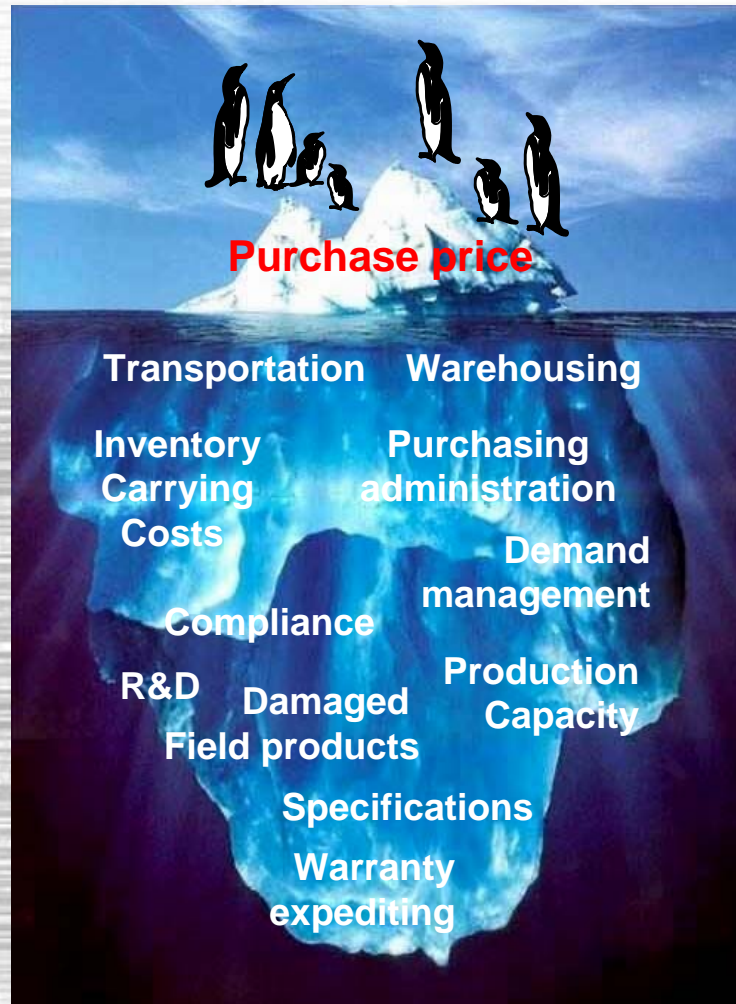 Purchase price
Transportation Warehousing
Inventory
Carrying
Costs
Purchasing
administration
Demand
management
Compliance
R&D
Damaged
Field products
Production
Capacity
Specifications
Warranty
expediting